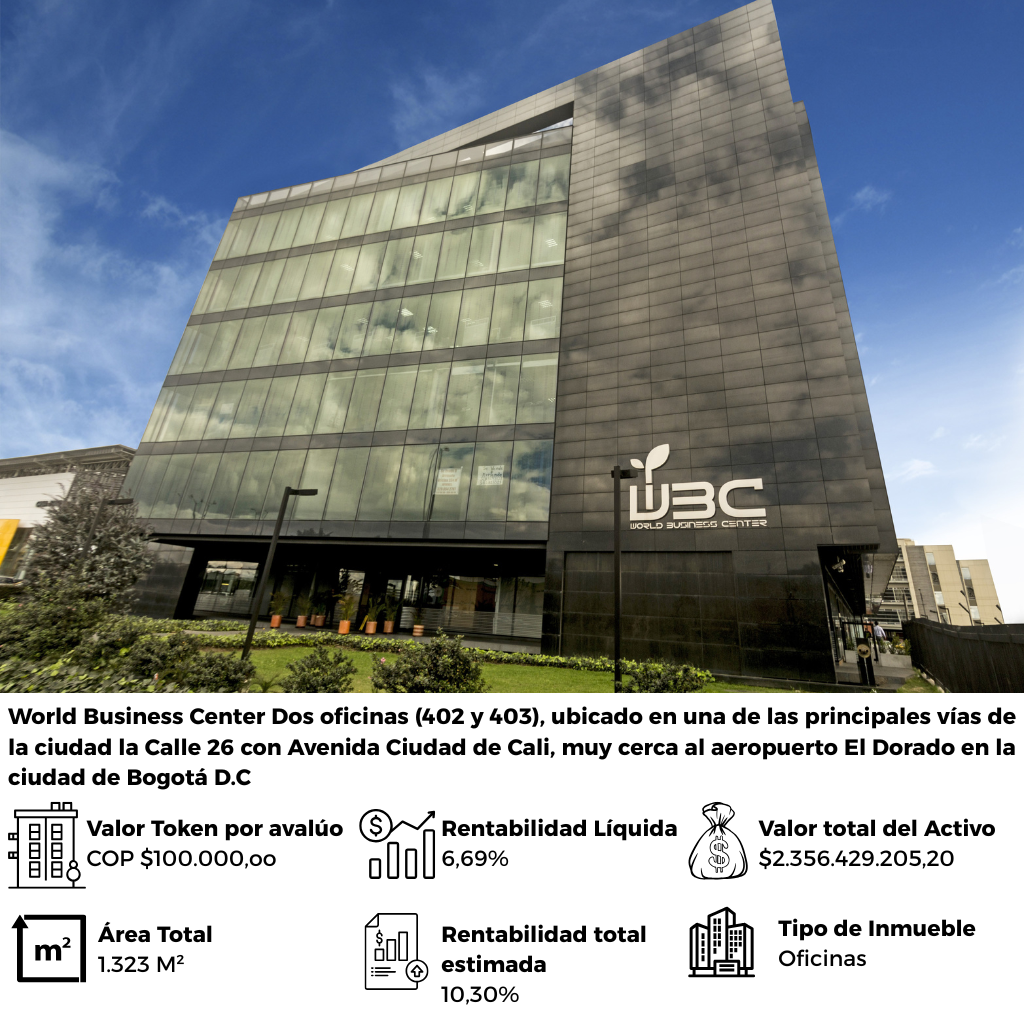 WBC
WORLD BUSINESS CENTER
World Business Center Dos oficinas (402 y 403), ubicado en una de las principales vías de
la ciudad la Calle 26 con Avenida Ciudad de Cali, muy cerca al aeropuerto El Dorado en la
ciudad de Bogotá D.C
Valor Token por avalúo
COP $100.000,oo
Rentabilidad Líquida
6,69%
Valor total del Activo
$2.356.429.205,20
m²
Área Total
1.323 M²
Rentabilidad total
estimada
10,30%
Tipo de Inmueble
Oficinas